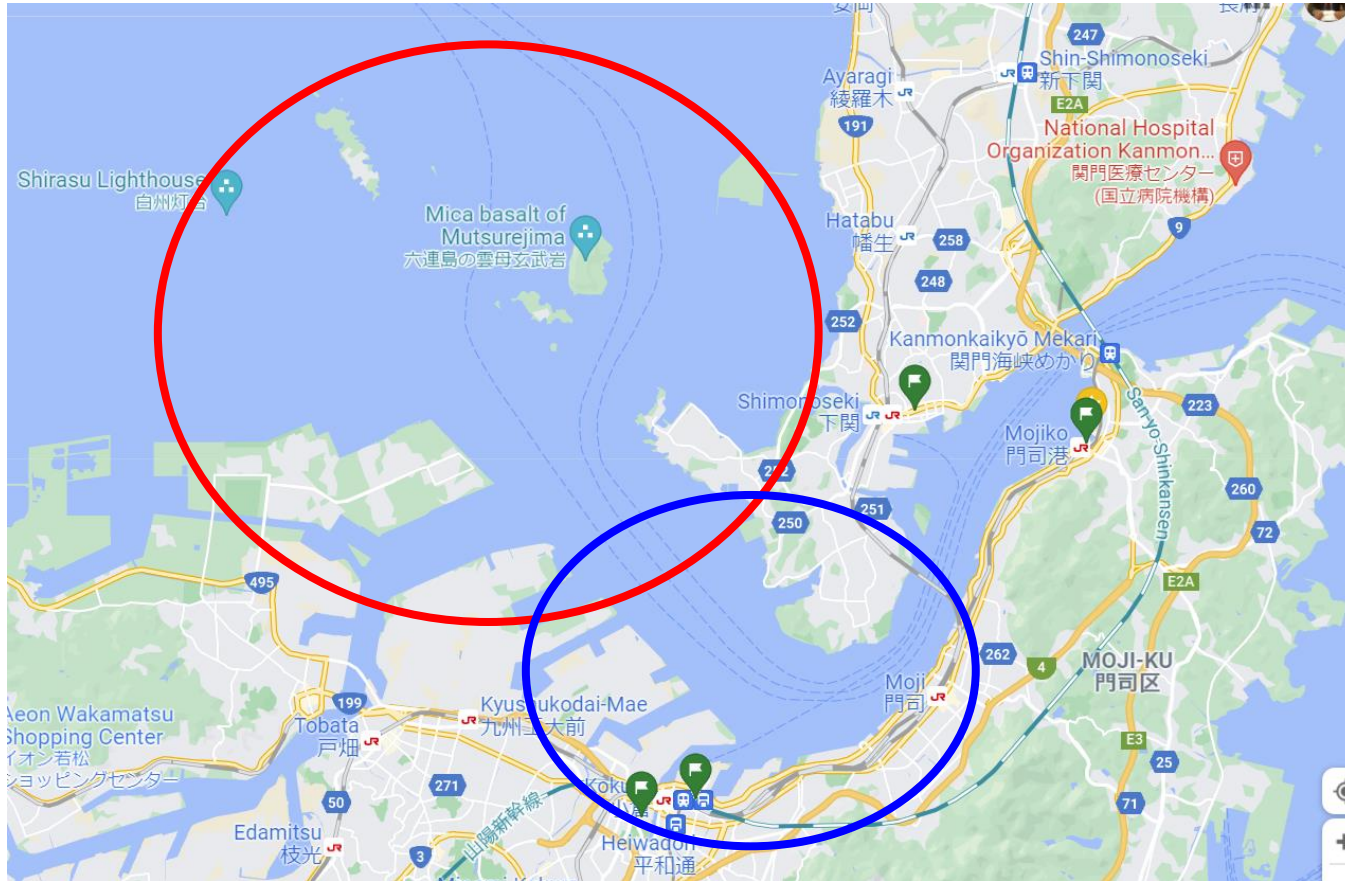 247
Shin-Shimonoseki
新下関
Ayaragi
綾羅木
191
E2A
National Hospital
Organization Kanmon...
関門医療センター
(国立病院機構)
Shirasu Lighthouse
白州灯台
Mica basalt of
Mutsurejima
六連島の雲母玄武岩
Hatabu
幡生
258
9
248
252
Kanmonkaikyō Mekari
関門海峡めかり
Shimonoseki
下関
223
Mojiko
門司港
San-yo-Shinkansen
252
260
251
250
72
495
E2A
262
4
MOJI-KU
門司区
Moji
門司
199
Kyushukodai-Mae
九州工大前
Aeon Wakamatsu
Shopping Center
イオン若松
ショッピングセンター
Tobata
戸畑
E3
25
271
50
71
山陽新幹線
Edamitsu
枝光
3
Heiwadori
平和通